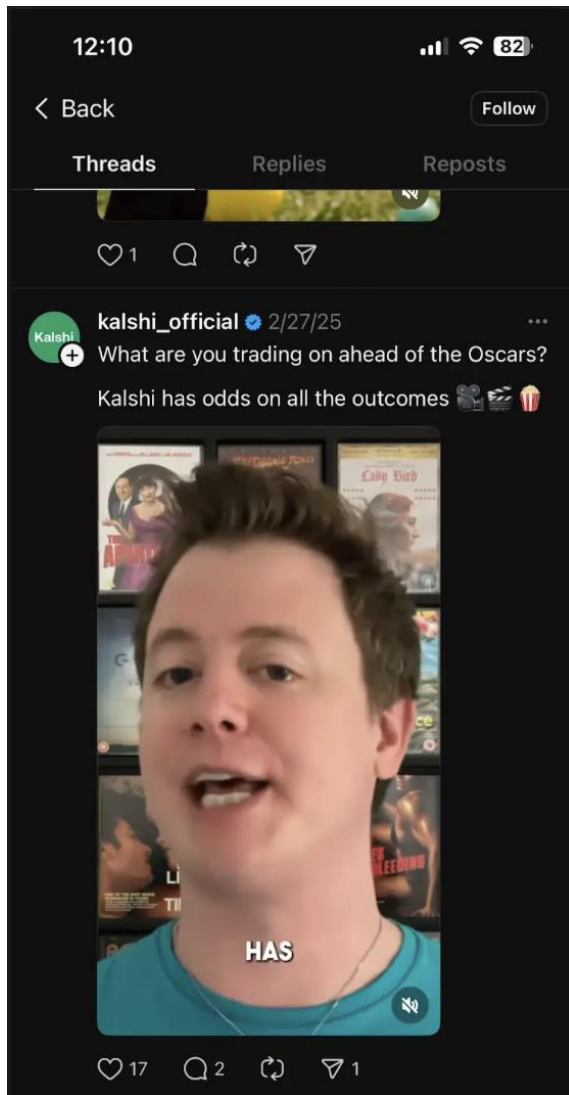 12:10
82
Back
Follow
Threads
Replies
Reposts
1
Kalshi
kalshi_official 2/27/25
What are you trading on ahead of the Oscars?
Kalshi has odds on all the outcomes 🎥🎬🍿
Lady Bird
BLEEDING
HAS
17
2
1